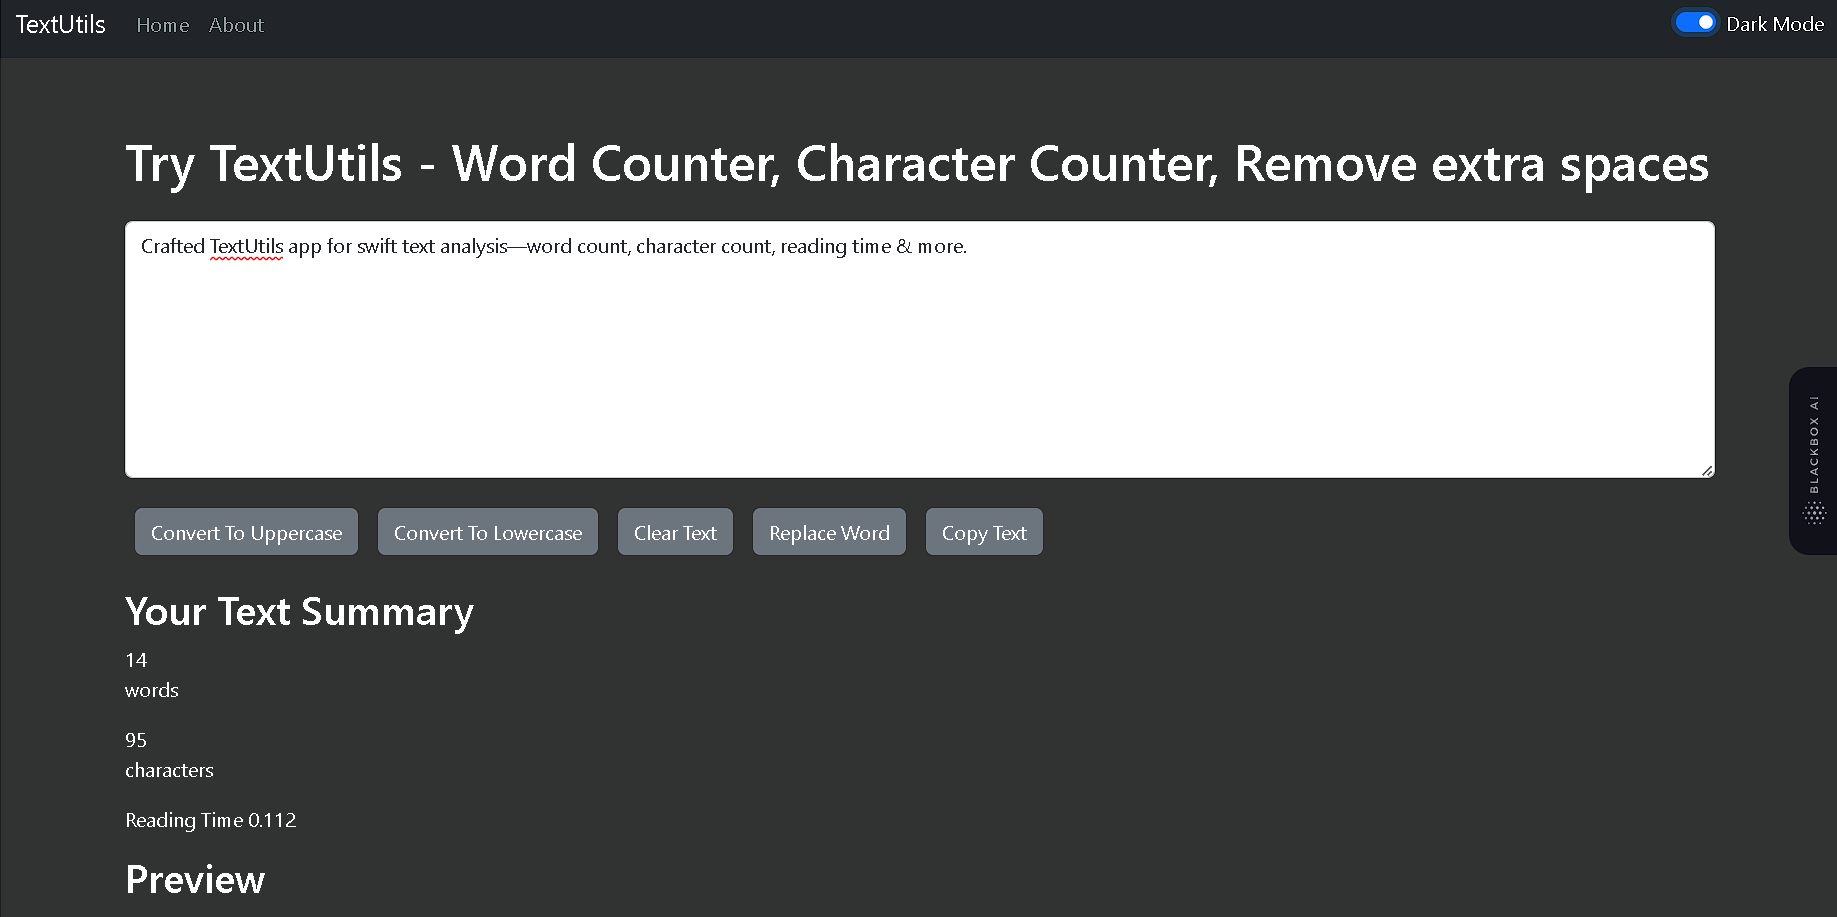 TextUtils Home About Dark Mode
Try TextUtils - Word Counter, Character Counter, Remove extra spaces
Crafted TextUtils app for swift text analysis—word count, character count, reading time & more.
BLACKBOX AI
Convert To Uppercase Convert To Lowercase Clear Text Replace Word Copy Text
Your Text Summary
14
words
95
characters
Reading Time 0.112
Preview